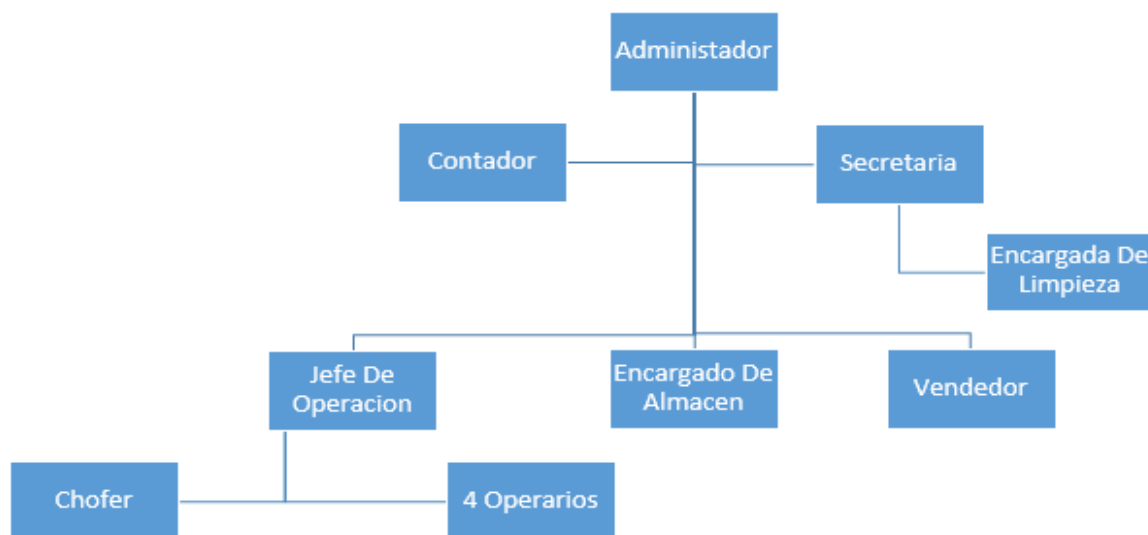 Administador
Contador
Secretaria
Encargada De
Limpieza
Jefe De
Operacion
Encargado De
Almacen
Vendedor
Chofer
4 Operarios